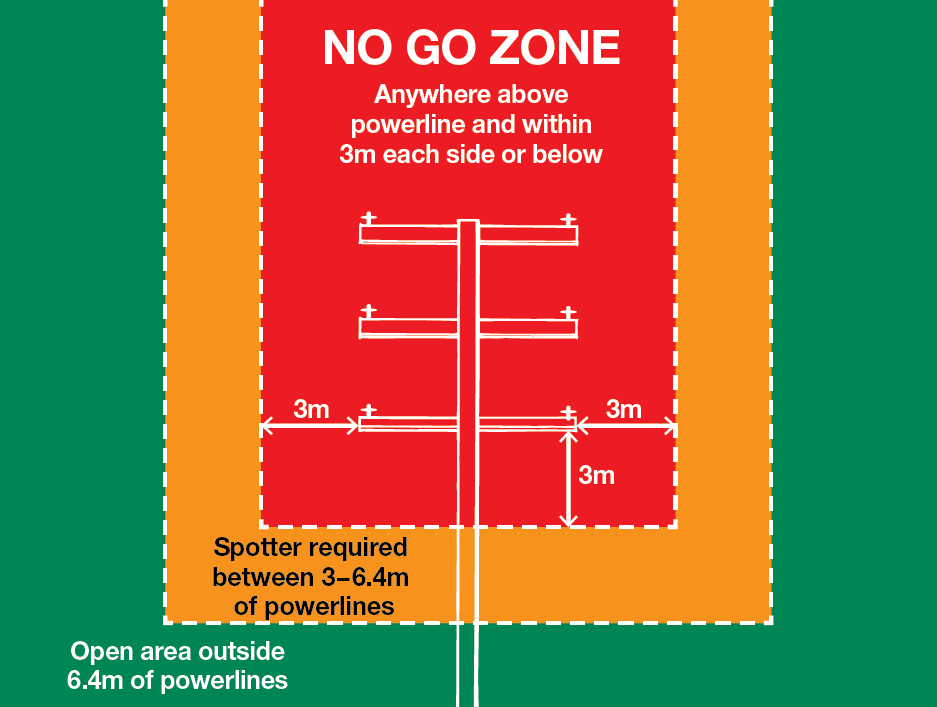 NO GO ZONE
Anywhere above
powerline and within
3m each side or below
3m
3m
3m
Spotter required
between 3–6.4m
of powerlines
Open area outside
6.4m of powerlines